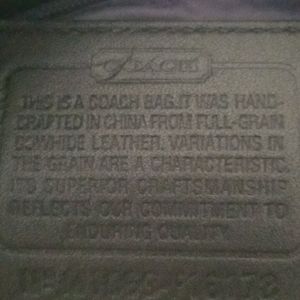 COACH
THIS IS A COACH BAG. IT WAS HAND-
CRAFTED IN CHINA FROM FULL-GRAIN
COWHIDE LEATHER. VARIATIONS IN
THE GRAIN ARE A CHARACTERISTIC.
ITS SUPERIOR CRAFTSMANSHIP
REFLECTS OUR COMMITMENT TO
ENDURING QUALITY.